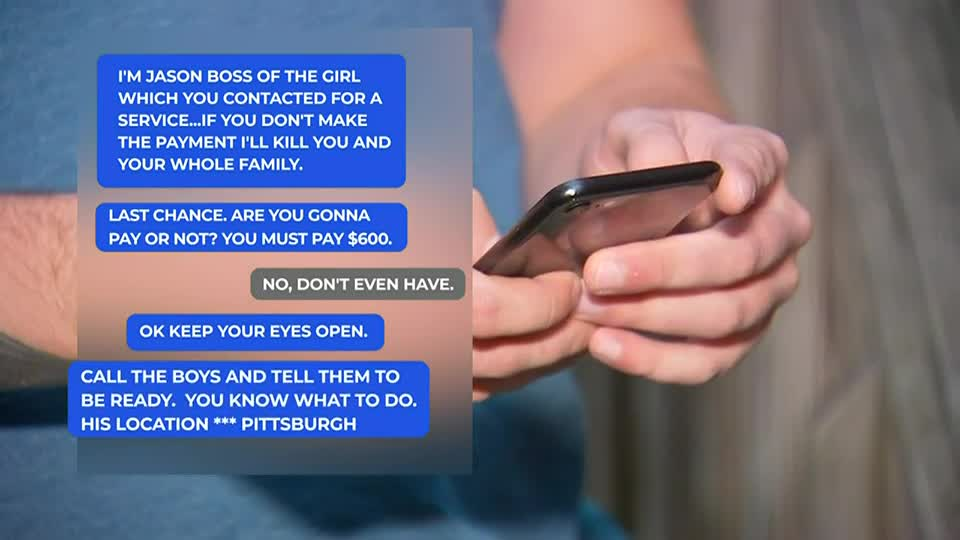 I'M JASON BOSS OF THE GIRL
WHICH YOU CONTACTED FOR A
SERVICE...IF YOU DON'T MAKE
THE PAYMENT I'LL KILL YOU AND
YOUR WHOLE FAMILY.
LAST CHANCE. ARE YOU GONNA
PAY OR NOT? YOU MUST PAY $600.
NO, DON'T EVEN HAVE.
OK KEEP YOUR EYES OPEN.
CALL THE BOYS AND TELL THEM TO
BE READY. YOU KNOW WHAT TO DO.
HIS LOCATION *** PITTSBURGH